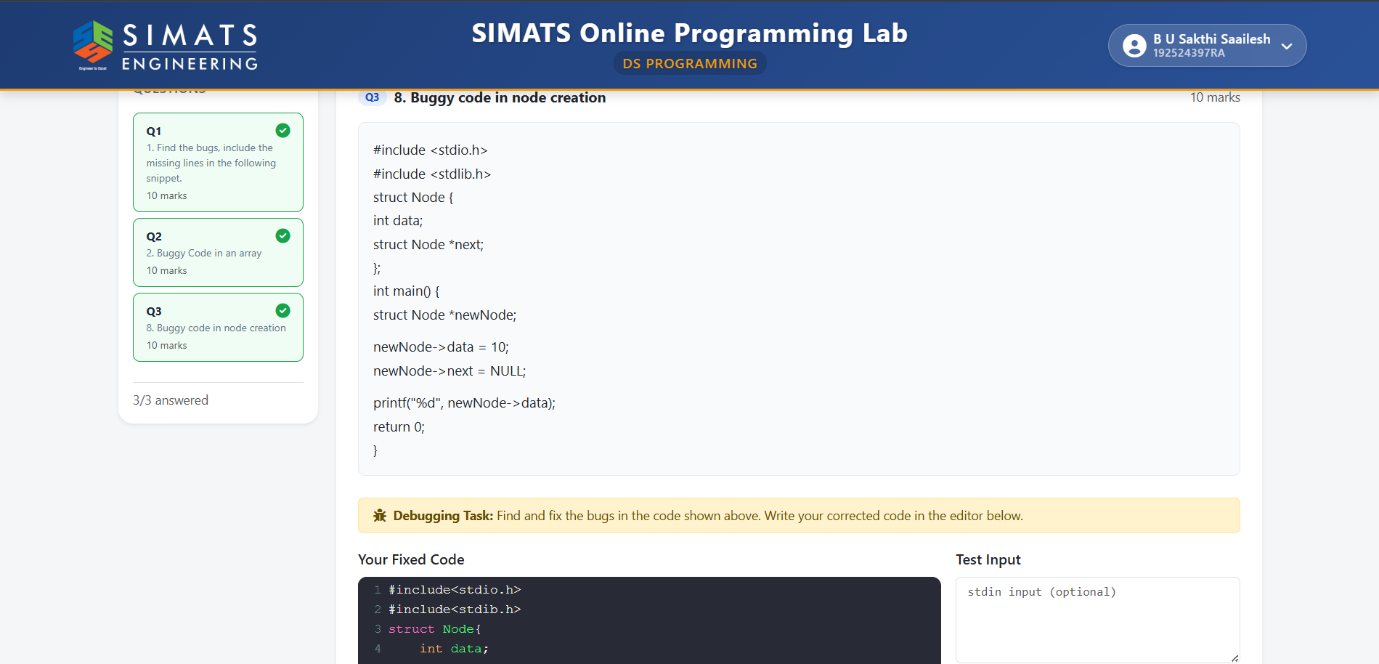 SIMATS
ENGINEERING
Engineer to Excel
SIMATS Online Programming Lab
DS PROGRAMMING
B U Sakthi Saailesh
192524397RA
QUESTIONS
Q1
1. Find the bugs, include the
missing lines in the following
snippet.
10 marks
Q2
2. Buggy Code in an array
10 marks
Q3
8. Buggy code in node creation
10 marks
3/3 answered
Q3 8. Buggy code in node creation
10 marks
#include <stdio.h>
#include <stdlib.h>
struct Node {
int data;
struct Node *next;
};
int main() {
struct Node *newNode;
newNode->data = 10;
newNode->next = NULL;
printf("%d", newNode->data);
return 0;
}
Debugging Task: Find and fix the bugs in the code shown above. Write your corrected code in the editor below.
Your Fixed Code
1 #include<stdio.h>
2 #include<stdib.h>
3 struct Node{
4 int data;
Test Input
stdin input (optional)